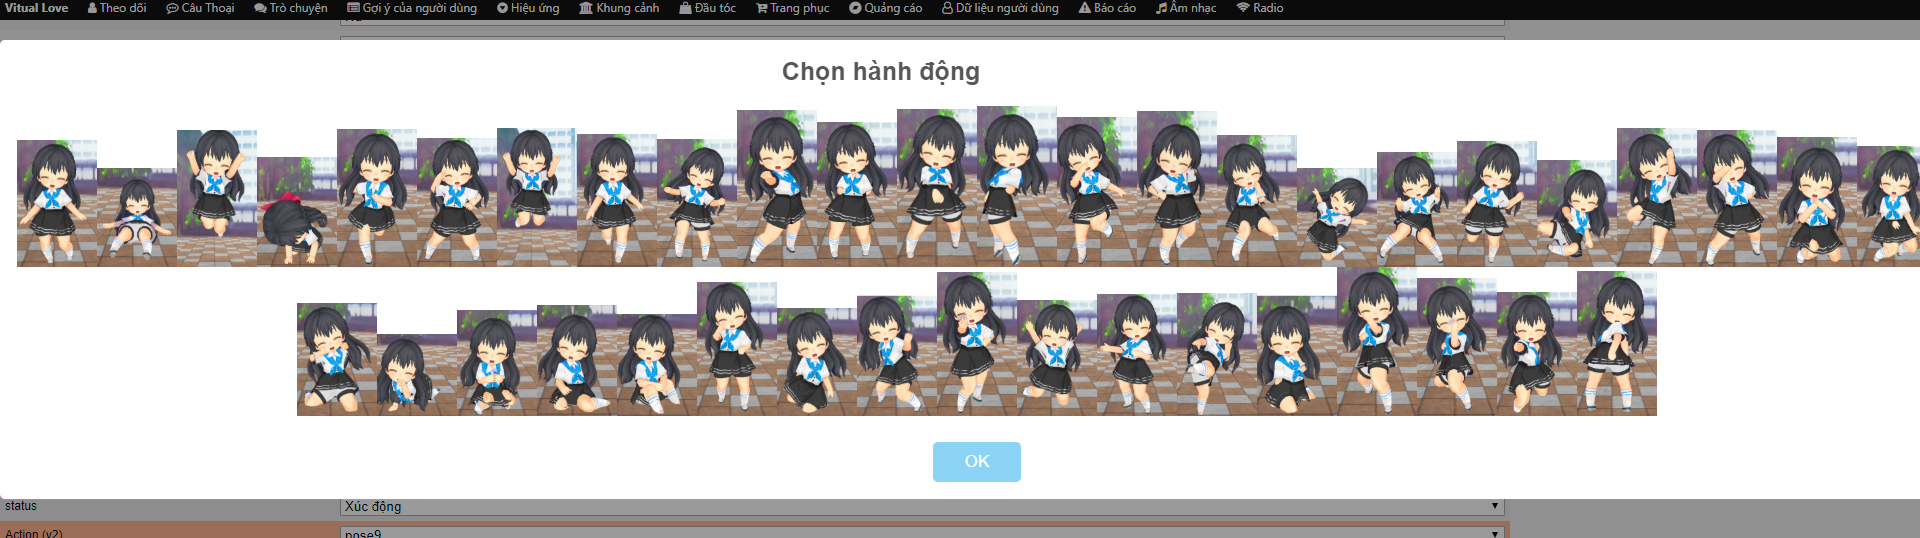 Vitual Love Theo dõi Câu Thoại Trò chuyện Gợi ý của người dùng Hiệu ứng Khung cảnh Đầu tóc Trang phục Quảng cáo Dữ liệu người dùng Báo cáo Âm nhạc Radio
Chọn hành động
OK
status Xúc động
Action (v2) pose9